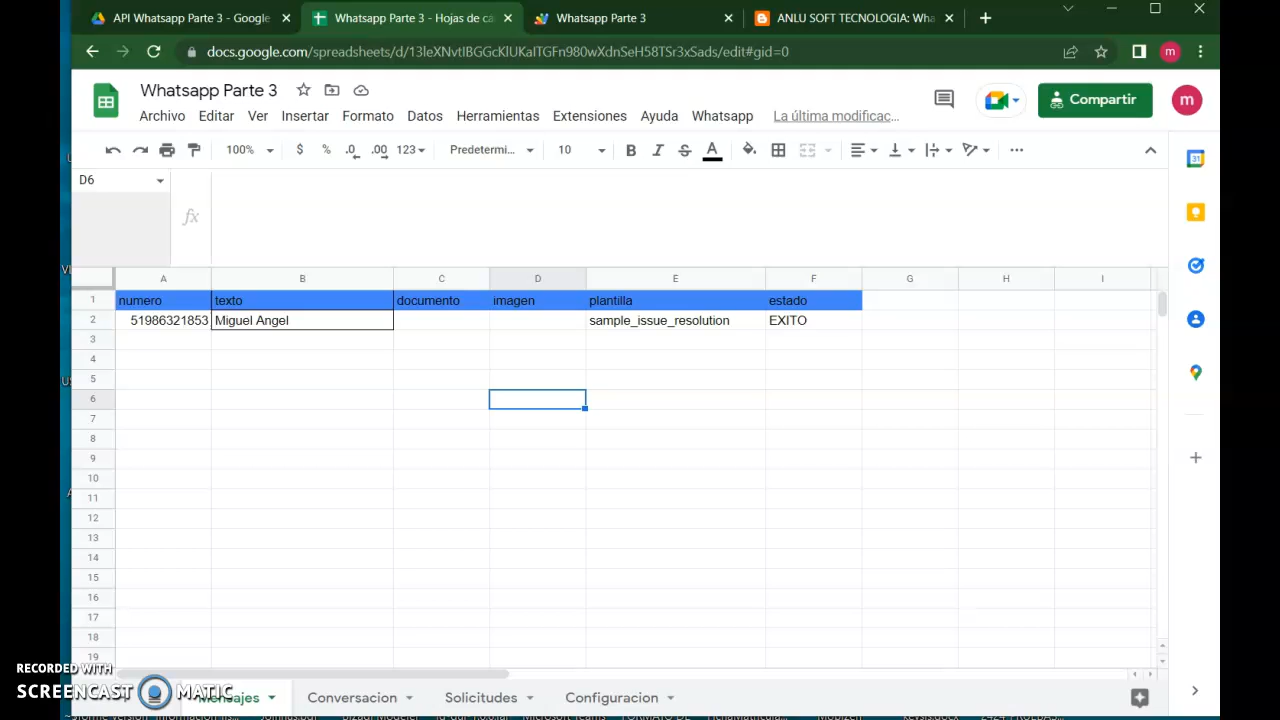 API Whatsapp Parte 3 - Google
Whatsapp Parte 3 - Hojas de cá
Whatsapp Parte 3
ANLU SOFT TECNOLOGIA: Wha
docs.google.com/spreadsheets/d/13leXNvtIBGGcKlUKaITGFn980wXdnSeH58TSr3xSads/edit#gid=0
m
Whatsapp Parte 3
Compartir
m
Archivo Editar Ver Insertar Formato Datos Herramientas Extensiones Ayuda Whatsapp La última modificac...
100% $ % .0 .00 123 Predetermi... 10 B I S A
31
D6
fx
A B C D E F G H I
1 numero texto documento imagen plantilla estado
2 51986321853 Miguel Angel sample_issue_resolution EXITO
3
4
5
6
7
8
9
10
11
12
13
14
15
16
17
18
19
RECORDED WITH
SCREENCAST MATIC
Mensajes Conversacion Solicitudes Configuracion